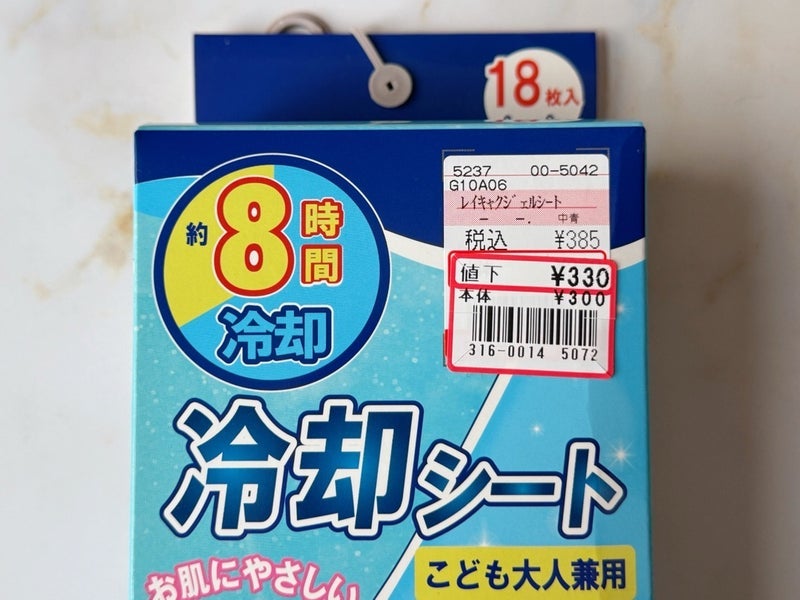 18枚入
約8時間
冷却
5237 00-5042
G10A06
レイキャクジェルシート
— —. 中青
税込 ¥385
値下 ¥330
本体 ¥300
316-0014 5072
冷却シート
お肌にやさしい
こども大人兼用